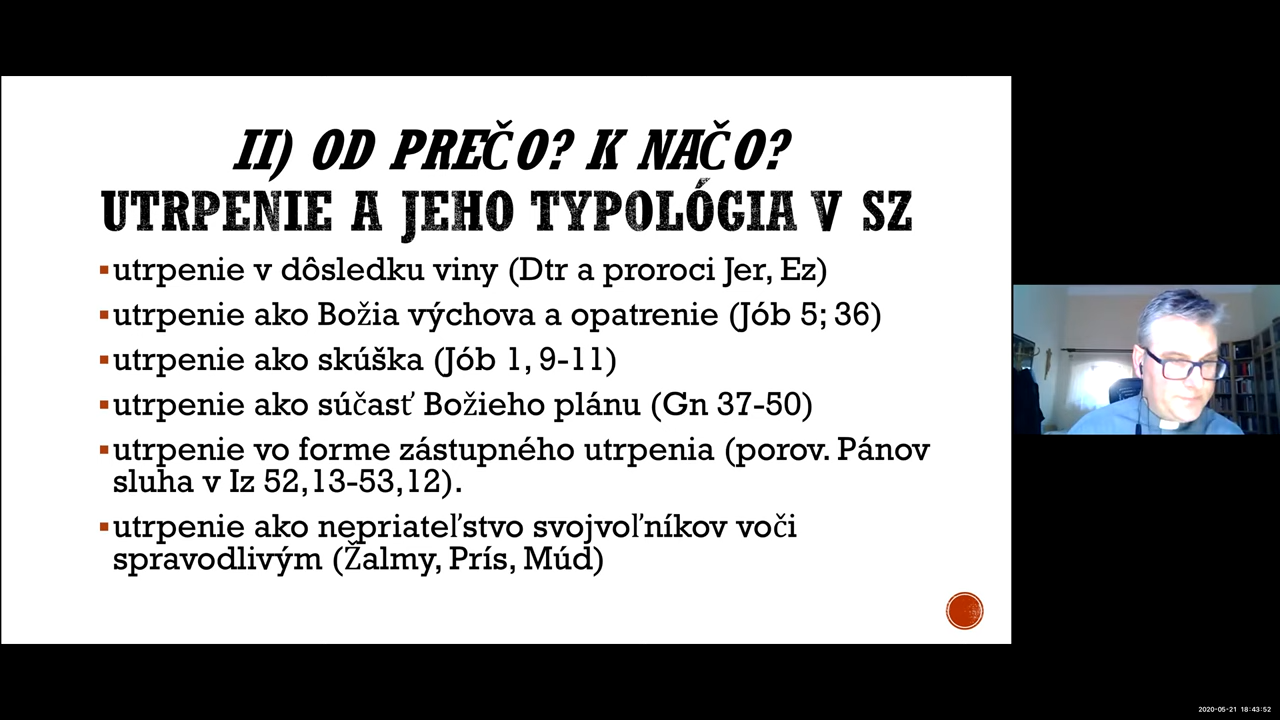 II) OD PREČO? K NAČO?
UTRPENIE A JEHO TYPOLÓGIA V SZ
▪utrpenie v dôsledku viny (Dtr a proroci Jer, Ez)
▪utrpenie ako Božia výchova a opatrenie (Jób 5; 36)
▪utrpenie ako skúška (Jób 1, 9-11)
▪utrpenie ako súčasť Božieho plánu (Gn 37-50)
▪utrpenie vo forme zástupného utrpenia (porov. Pánov
sluha v Iz 52,13-53,12).
▪utrpenie ako nepriateľstvo svojvoľníkov voči
spravodlivým (Žalmy, Prís, Múd)
2020-05-21 18:43:52